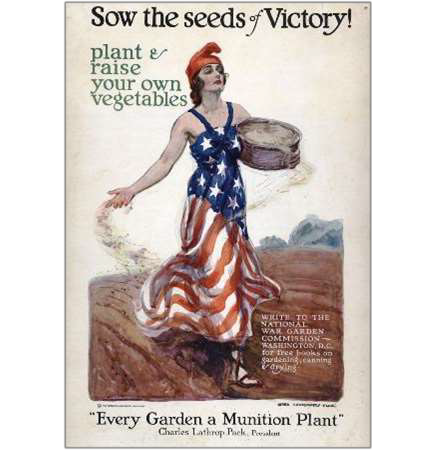 Sow the seeds of Victory!
plant &
raise
your own
vegetables
WRITE TO THE
NATIONAL
WAR GARDEN
COMMISSION ~
WASHINGTON, D.C.
for free books on
gardening, canning
& drying
"Every Garden a Munition Plant"
Charles Lathrop Pack, President